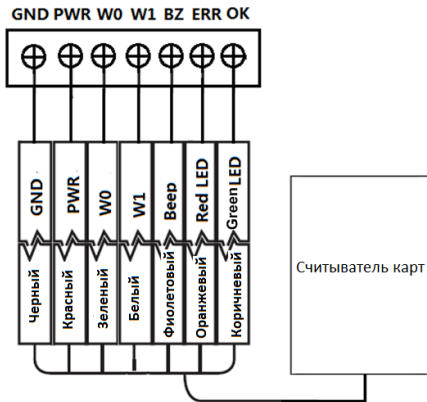 GND PWR W0 W1 BZ ERR OK
GND
PWR
W0
W1
Beep
Red LED
Green LED
Черный
Красный
Зеленый
Белый
Фиолетовый
Оранжевый
Коричневый
Считыватель карт